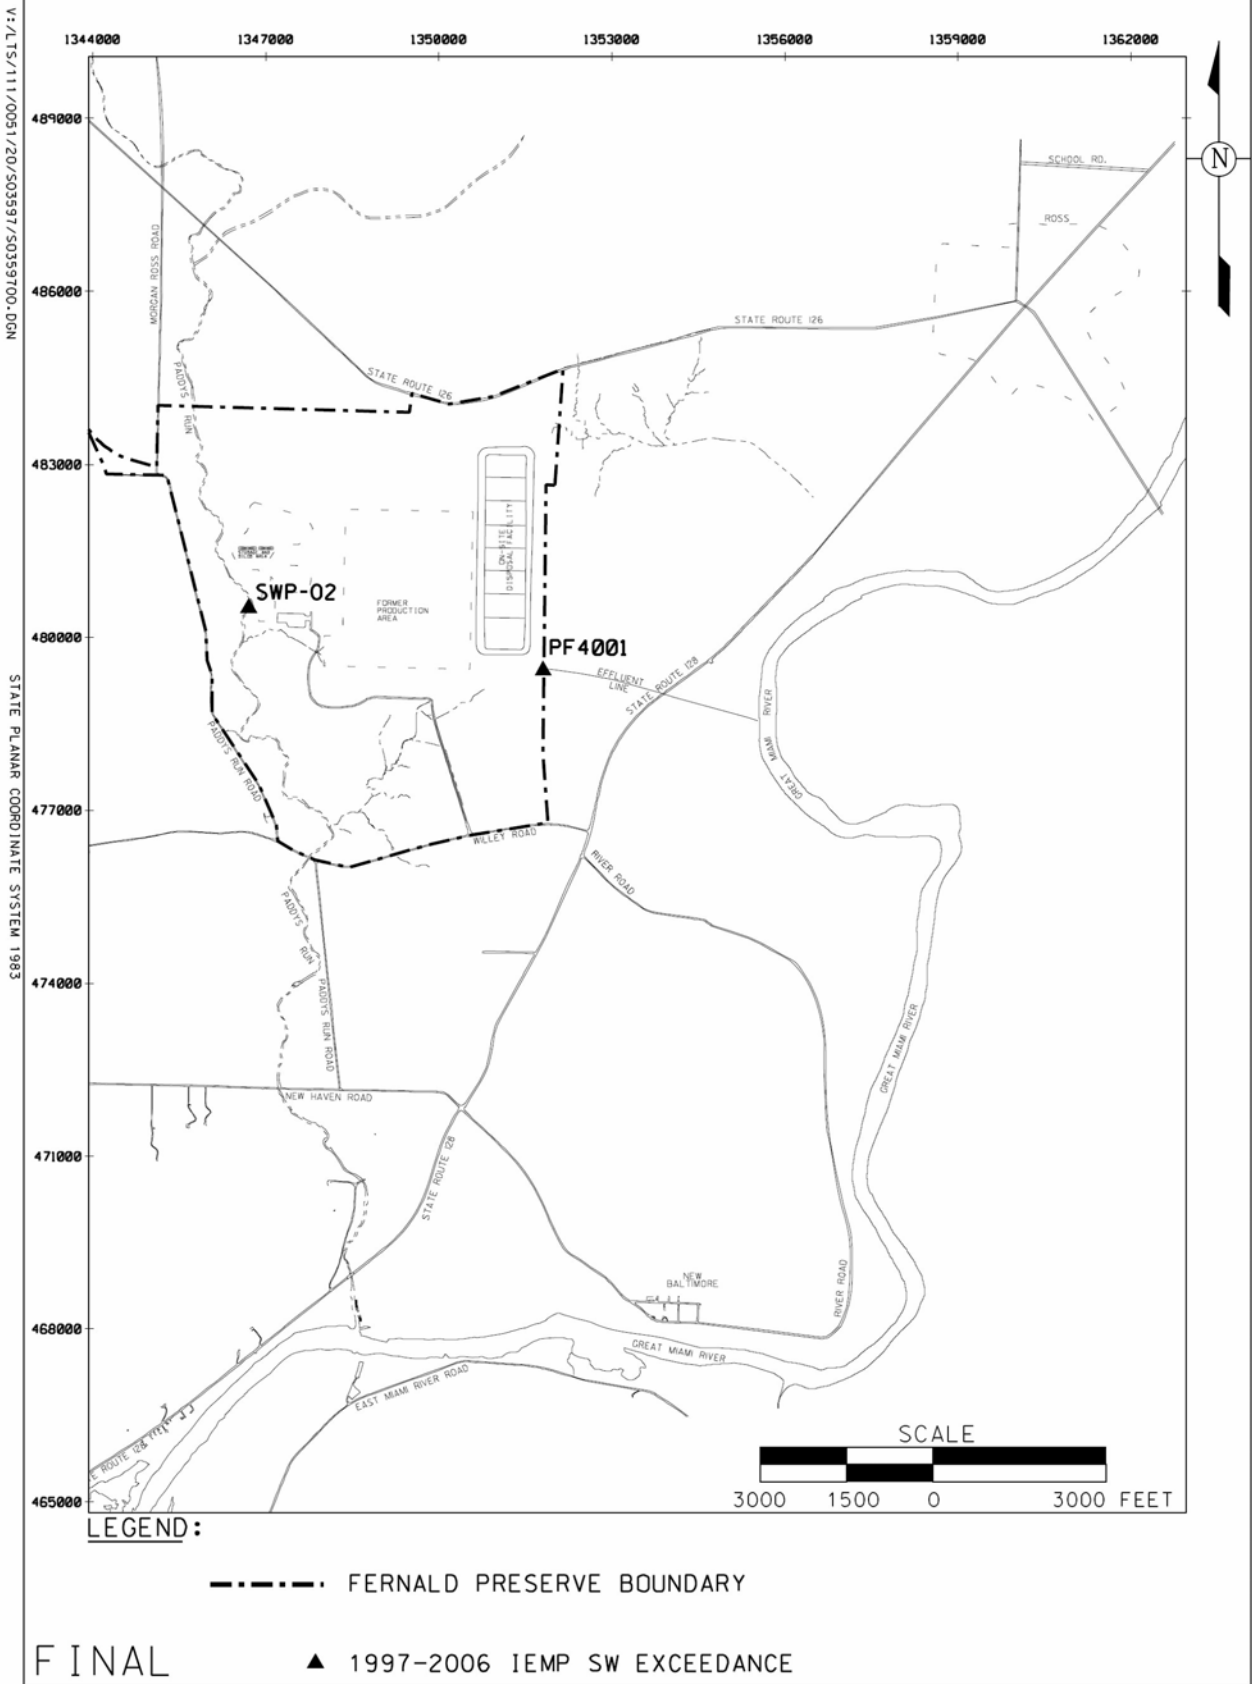 V:/LTS/111/0051/20/S03597/S0359700.DGN
STATE PLANAR COORDINATE SYSTEM 1983
1344000 1347000 1350000 1353000 1356000 1359000 1362000
489000
486000
483000
480000
477000
474000
471000
468000
465000
N
SCHOOL RD.
ROSS
MORGAN ROSS ROAD
STATE ROUTE 126
STATE ROUTE 126
PADDYS RUN
ON-SITE
DISPOSAL FACILITY
SWP-02
FORMER
PRODUCTION
AREA
PF4001
EFFLUENT
LINE
STATE ROUTE 128
GREAT MIAMI RIVER
PADDYS RUN ROAD
WILLEY ROAD
RIVER ROAD
PADDYS RUN
PADDYS RUN ROAD
GREAT MIAMI RIVER
NEW HAVEN ROAD
STATE ROUTE 128
NEW
BALTIMORE
RIVER ROAD
GREAT MIAMI RIVER
EAST MIAMI RIVER ROAD
E ROUTE 128
SCALE
3000 1500 0 3000 FEET
LEGEND:
FERNALD PRESERVE BOUNDARY
FINAL
1997-2006 IEMP SW EXCEEDANCE